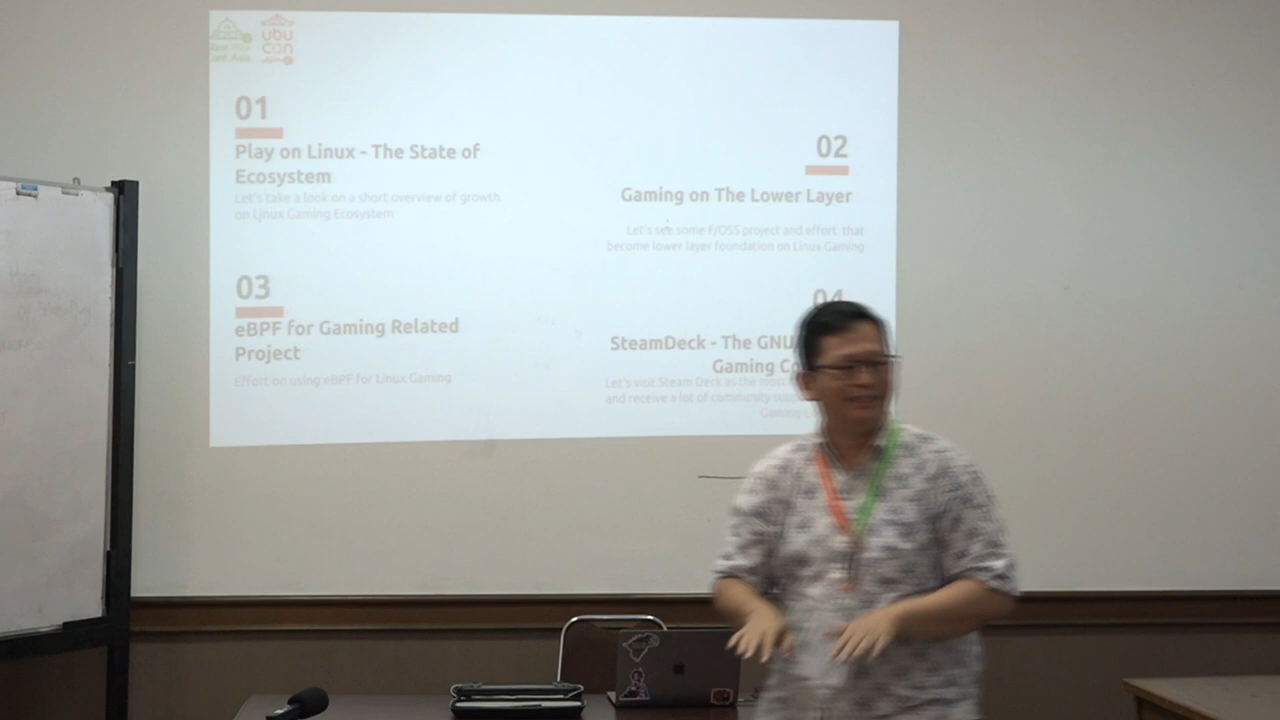 ubu
con
01
Play on Linux - The State of
Ecosystem
Let's take a look on a short overview of growth
on Linux Gaming Ecosystem
02
Gaming on The Lower Layer
Let's see some F/OSS project and effort that
become lower layer foundation on Linux Gaming
03
eBPF for Gaming Related
Project
Effort on using eBPF for Linux Gaming
04
SteamDeck - The GNU
Gaming
Let's visit Steam Deck as the most
and receive a lot of community
Gaming